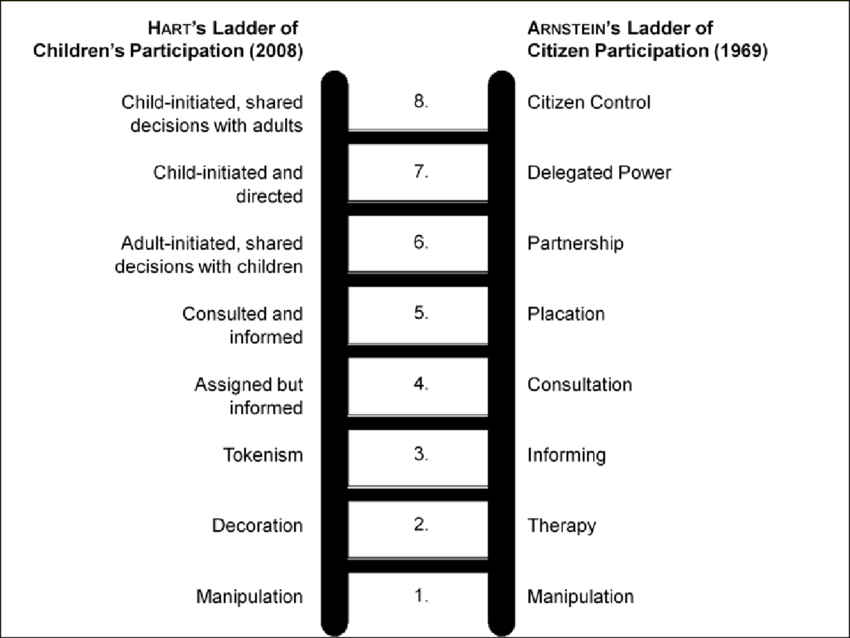 HART's Ladder of
Children's Participation (2008)
ARNSTEIN's Ladder of
Citizen Participation (1969)
Child-initiated, shared
decisions with adults
8.
Citizen Control
Child-initiated and
directed
7.
Delegated Power
Adult-initiated, shared
decisions with children
6.
Partnership
Consulted and
informed
5.
Placation
Assigned but
informed
4.
Consultation
Tokenism
3.
Informing
Decoration
2.
Therapy
Manipulation
1.
Manipulation